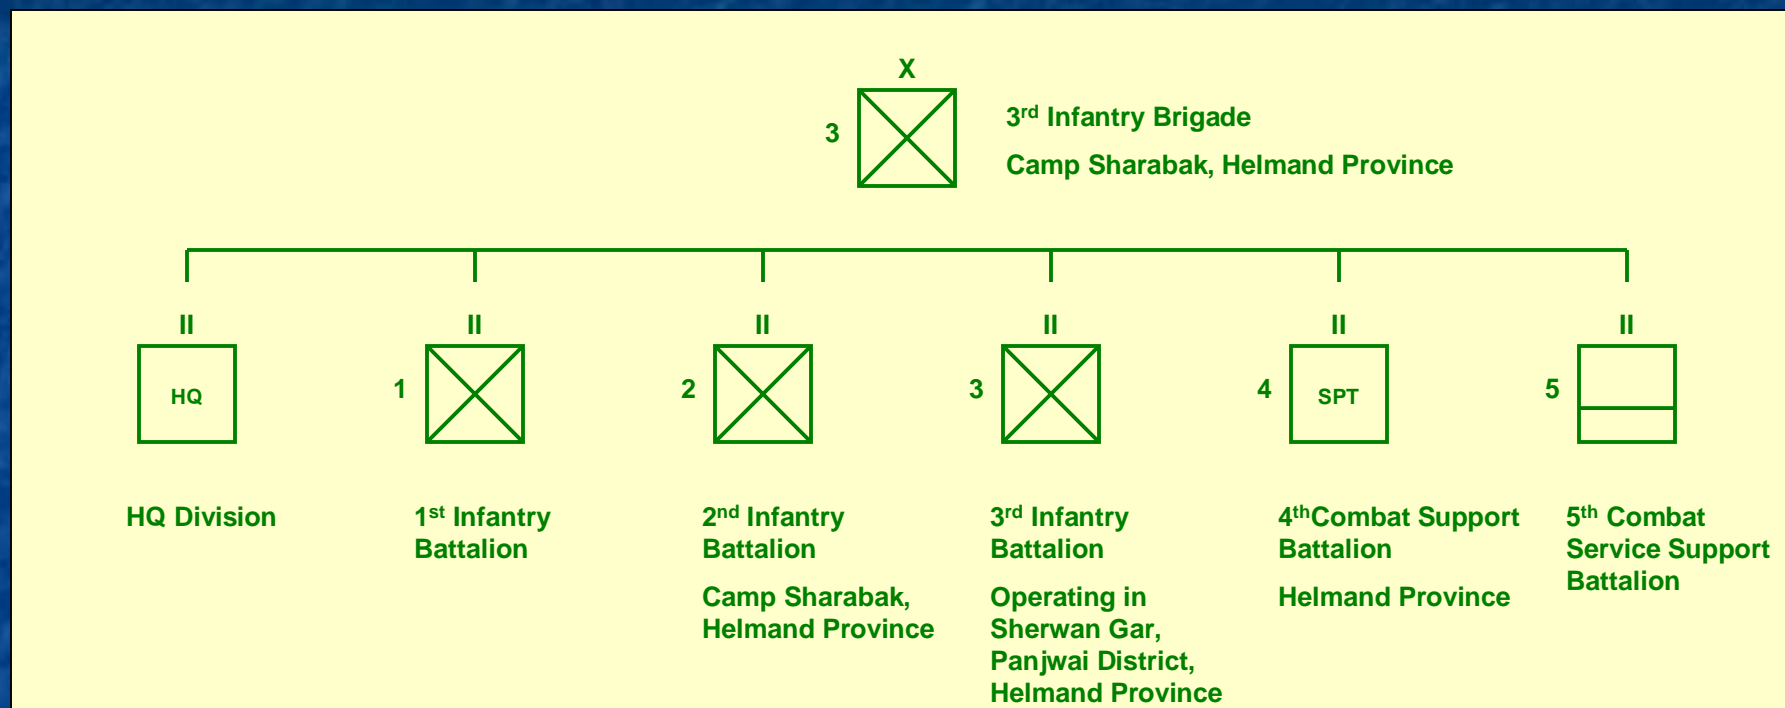 X
3
3rd Infantry Brigade
Camp Sharabak, Helmand Province
II
II
II
II
II
II
HQ
1
2
3
4
SPT
5
HQ Division
1st Infantry
Battalion
2nd Infantry
Battalion
Camp Sharabak,
Helmand Province
3rd Infantry
Battalion
Operating in
Sherwan Gar,
Panjwai District,
Helmand Province
4thCombat Support
Battalion
Helmand Province
5th Combat
Service Support
Battalion